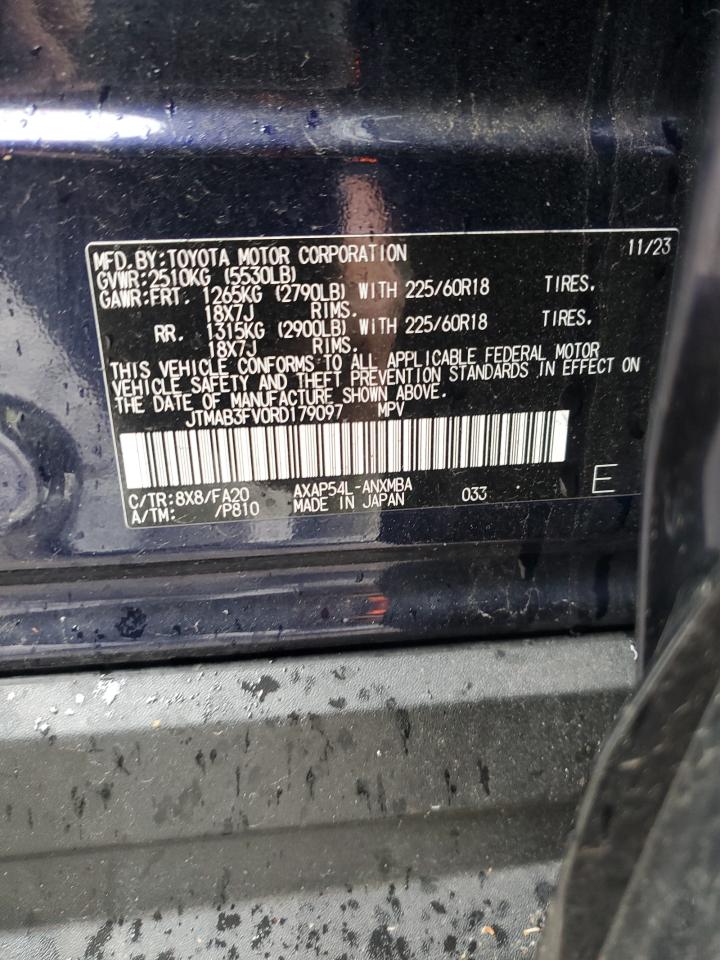 MFD.BY:TOYOTA MOTOR CORPORATION 11/23
GVWR:2510KG (5530LB)
GAWR:FRT. 1265KG (2790LB) WITH 225/60R18 TIRES.
18X7J RIMS.
RR. 1315KG (2900LB) WITH 225/60R18 TIRES.
18X7J RIMS.
THIS VEHICLE CONFORMS TO ALL APPLICABLE FEDERAL MOTOR
VEHICLE SAFETY AND THEFT PREVENTION STANDARDS IN EFFECT ON
THE DATE OF MANUFACTURE SHOWN ABOVE.
JTMAB3FV0RD179097 MPV
C/TR:8X8/FA20 AXAP54L-ANXMBA
A/TM: /P810 MADE IN JAPAN 033 E